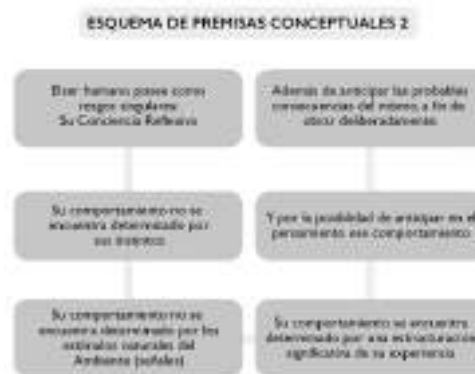 ESQUEMA DE PREMISAS CONCEPTUALES 2
El ser humano posee como
rasgos singulares:
Su Conciencia Reflexiva
Además de anticipar las probables
consecuencias del mismo, a fin de
obrar deliberadamente
Su comportamiento no se
encuentra determinado por
sus instintos
Y por la posibilidad de anticipar en el
pensamiento ese comportamiento
Su comportamiento no se
encuentra determinado por los
estímulos naturales del
Ambiente (señales)
Su comportamiento se encuentra
determinado por una estructuración
significativa de su experiencia